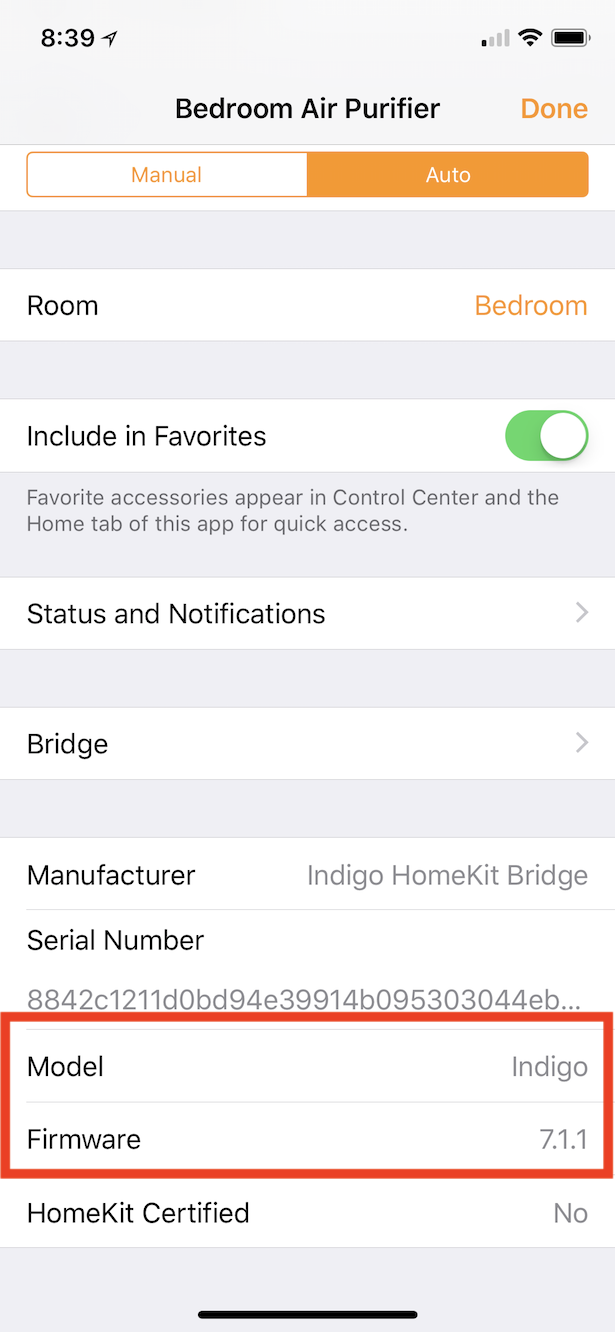 8:39
Bedroom Air Purifier Done
Manual Auto
Room Bedroom
Include in Favorites
Favorite accessories appear in Control Center and the
Home tab of this app for quick access.
Status and Notifications
Bridge
Manufacturer Indigo HomeKit Bridge
Serial Number
8842c1211d0bd94e39914b095303044eb...
Model Indigo
Firmware 7.1.1
HomeKit Certified No